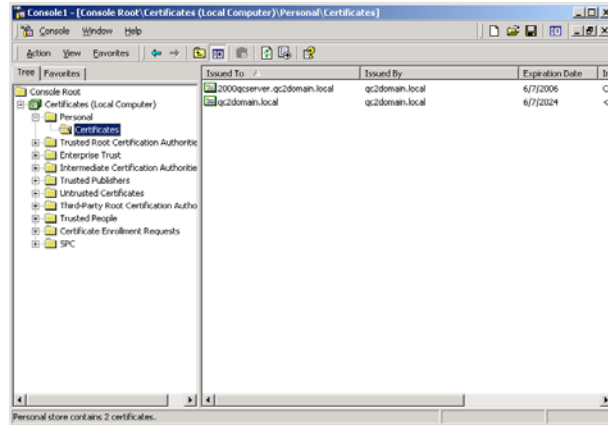 Console1 - [Console Root\Certificates (Local Computer)\Personal\Certificates]
Console Window Help
Action View Favorites
Tree Favorites
Console Root
Certificates (Local Computer)
Personal
Certificates
Trusted Root Certification Authoritie
Enterprise Trust
Intermediate Certification Authoritie
Trusted Publishers
Untrusted Certificates
Third-Party Root Certification Autho
Trusted People
Certificate Enrollment Requests
SPC
Issued To Issued By Expiration Date
2000qcserver.qc2domain.local qc2domain.local 6/7/2006
qc2domain.local qc2domain.local 6/7/2024
Personal store contains 2 certificates.